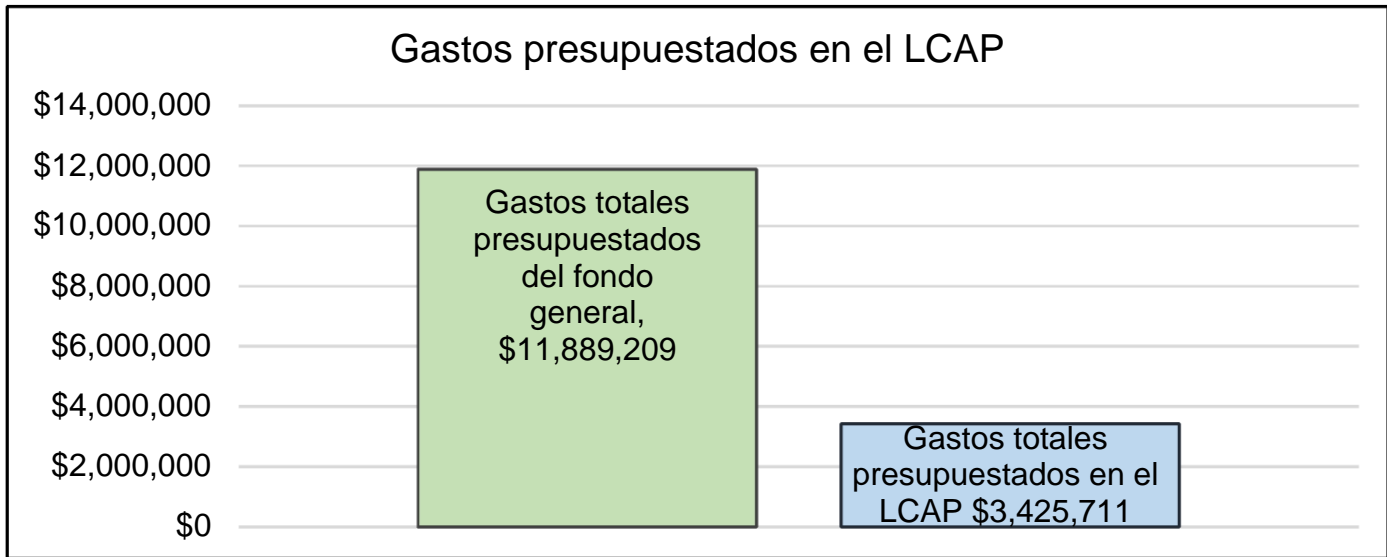 Gastos presupuestados en el LCAP
$14,000,000
$12,000,000
$10,000,000
$8,000,000
$6,000,000
$4,000,000
$2,000,000
$0
Gastos totales
presupuestados
del fondo
general,
$11,889,209
Gastos totales
presupuestados en el
LCAP $3,425,711